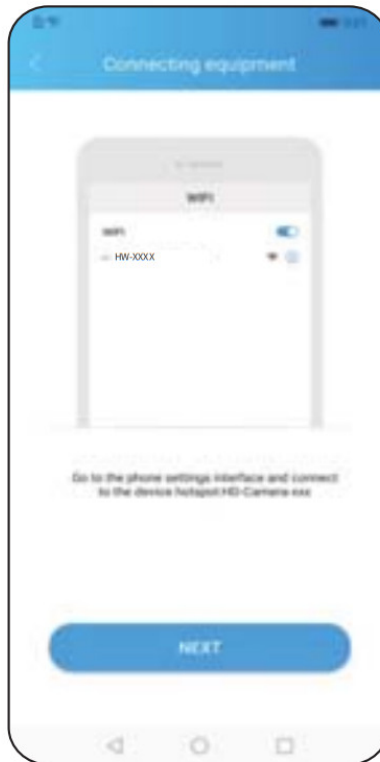 Connecting equipment
WIFI
WIFI
HW-XXXX
Go to the phone settings interface and connect
to the device hotspot:HD-Camera-xxx
NEXT